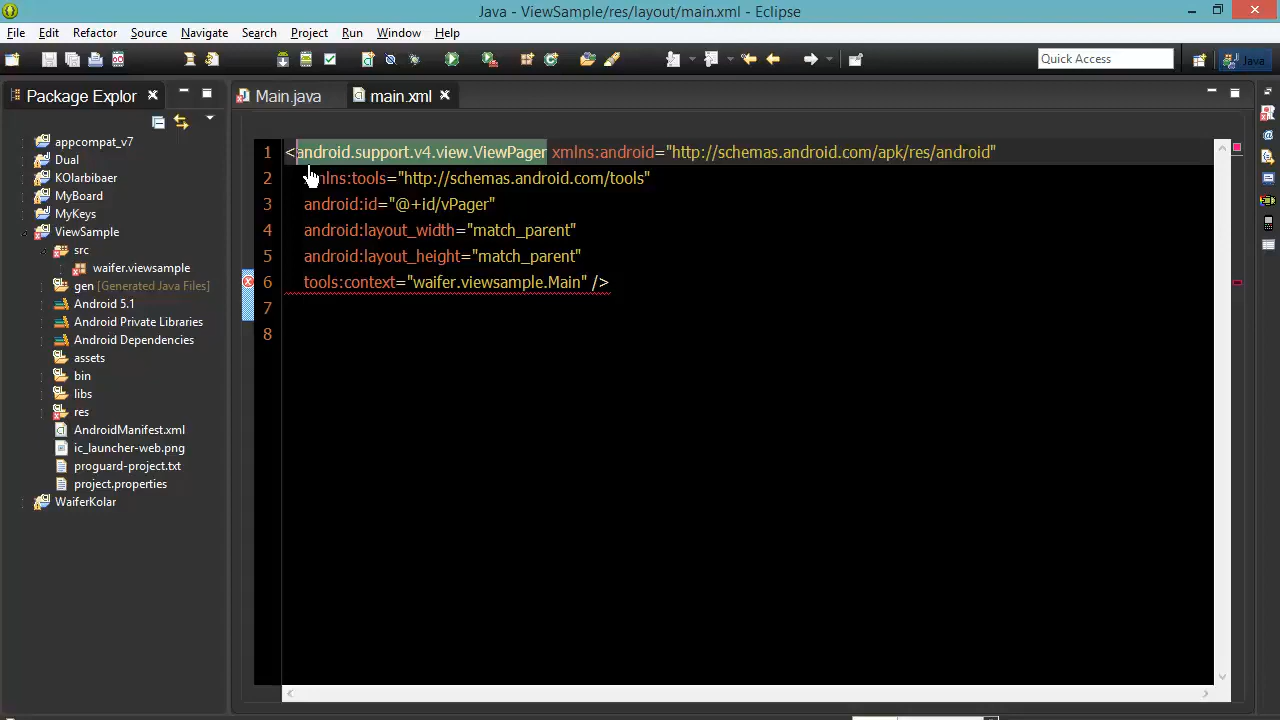 Java - ViewSample/res/layout/main.xml - Eclipse
File Edit Refactor Source Navigate Search Project Run Window Help
Quick Access
Java
Package Explor
Main.java
main.xml
appcompat_v7
Dual
KOlarbibaer
MyBoard
MyKeys
ViewSample
src
waifer.viewsample
gen [Generated Java Files]
Android 5.1
Android Private Libraries
Android Dependencies
assets
bin
libs
res
AndroidManifest.xml
ic_launcher-web.png
proguard-project.txt
project.properties
WaiferKolar
1 <android.support.v4.view.ViewPager xmlns:android="http://schemas.android.com/apk/res/android"
2 mlns:tools="http://schemas.android.com/tools"
3 android:id="@+id/vPager"
4 android:layout_width="match_parent"
5 android:layout_height="match_parent"
6 tools:context="waifer.viewsample.Main" />
7
8